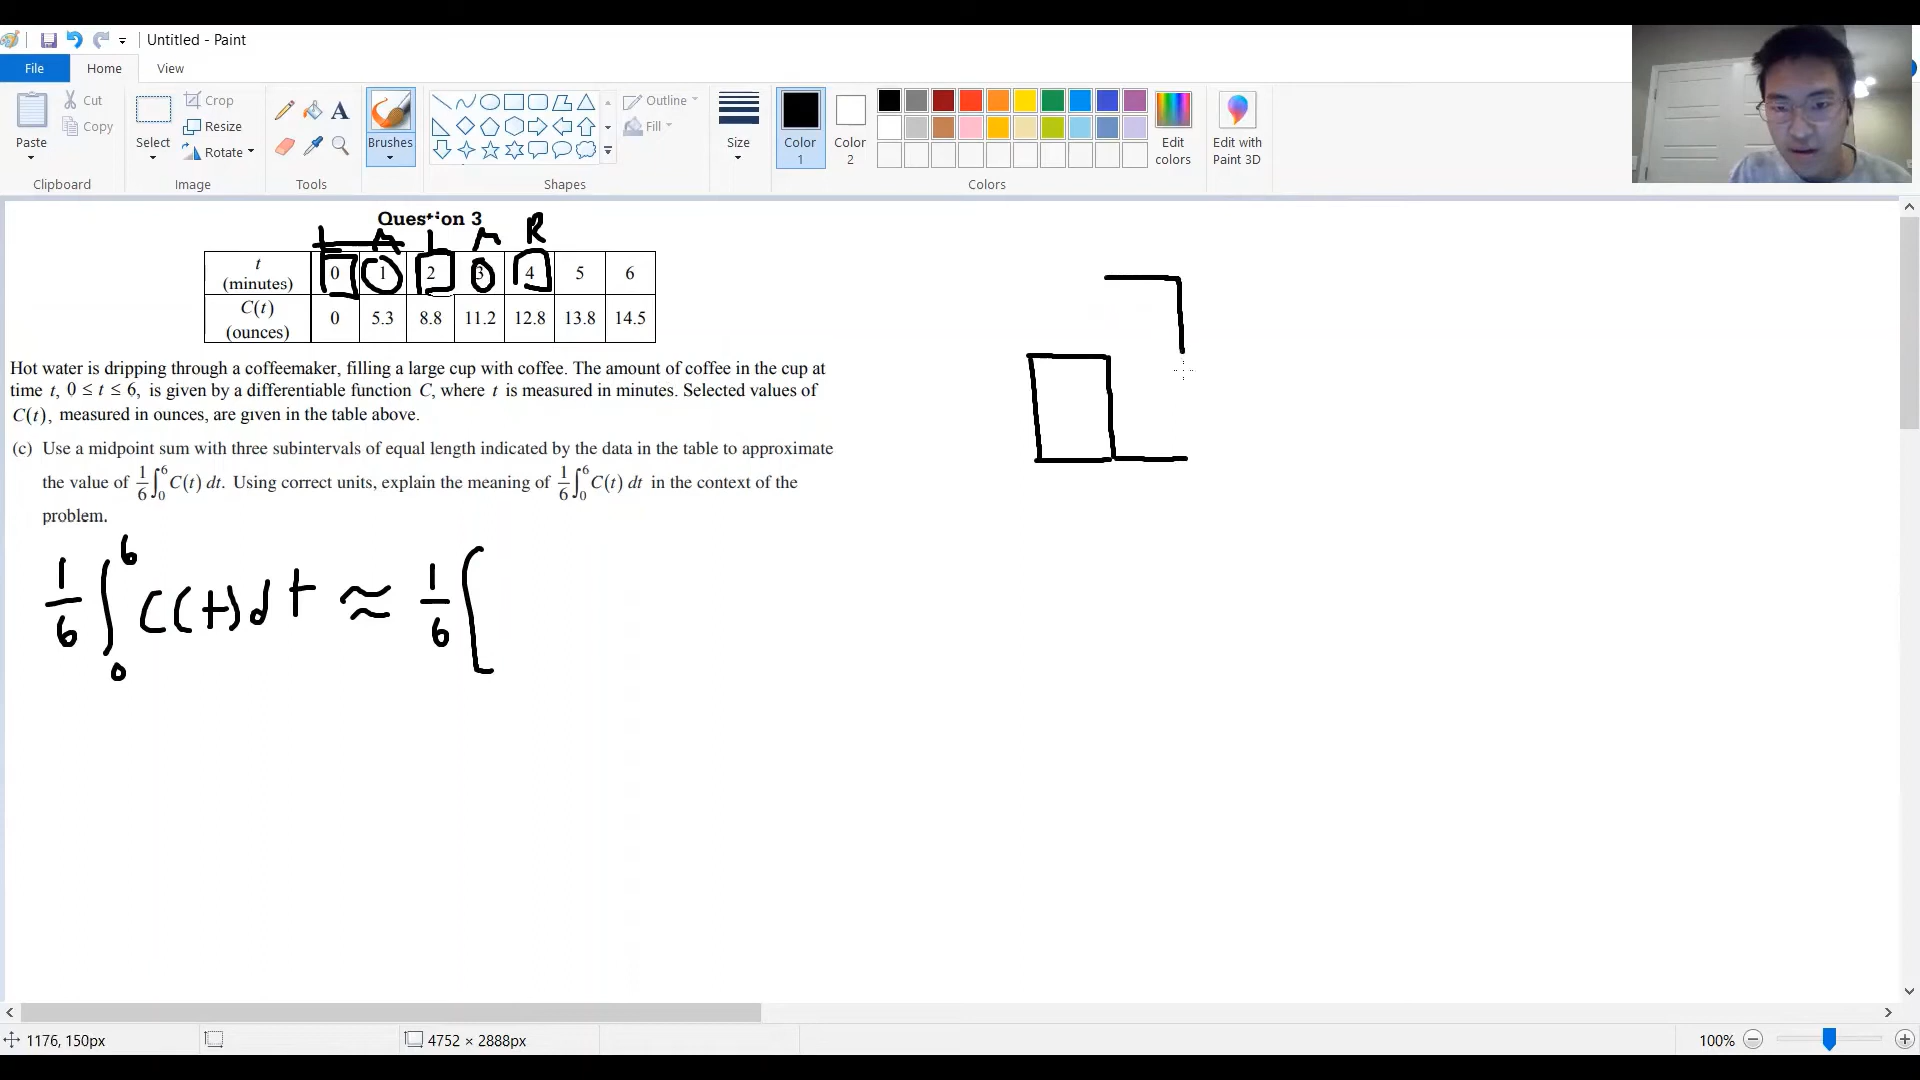 Untitled - Paint
File Home View
Cut
Copy
Paste
Clipboard
Crop
Resize
Rotate
Select
Image
A
Tools
Brushes
Outline
Fill
Shapes
Size
Color 1
Color 2
Edit colors
Edit with Paint 3D
Colors
Question 3
L M L M R
t (minutes) 0 1 2 3 4 5 6
C(t) (ounces) 0 5.3 8.8 11.2 12.8 13.8 14.5
Hot water is dripping through a coffeemaker, filling a large cup with coffee. The amount of coffee in the cup at
time t, 0 ≤ t ≤ 6, is given by a differentiable function C, where t is measured in minutes. Selected values of
C(t), measured in ounces, are given in the table above.
(c) Use a midpoint sum with three subintervals of equal length indicated by the data in the table to approximate
the value of 1/6 ∫₀⁶ C(t) dt. Using correct units, explain the meaning of 1/6 ∫₀⁶ C(t) dt in the context of the
problem.
1/6 ∫₀⁶ C(t)dt ≈ 1/6 [
1176, 150px
4752 × 2888px
100%